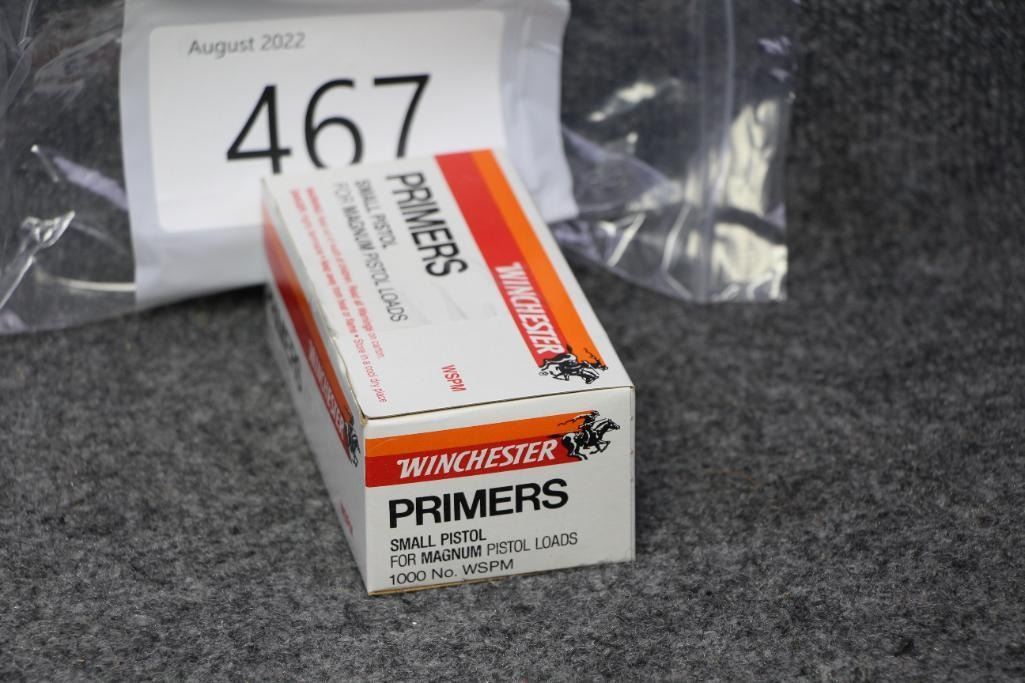 August 2022
467
PRIMERS
SMALL PISTOL
FOR MAGNUM PISTOL LOADS
WINCHESTER
WSPM
WINCHESTER
WINCHESTER
PRIMERS
SMALL PISTOL
FOR MAGNUM PISTOL LOADS
1000 No. WSPM